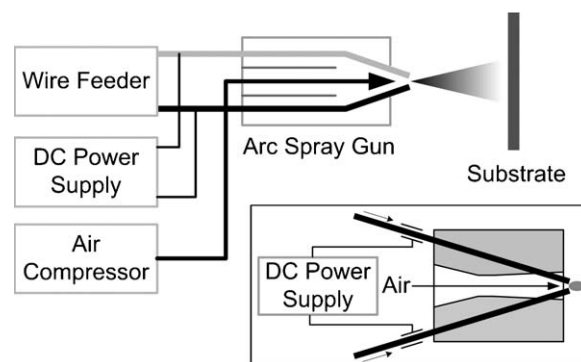 Wire Feeder
DC Power
Supply
Air
Compressor
Arc Spray Gun
Substrate
DC Power
Supply
Air